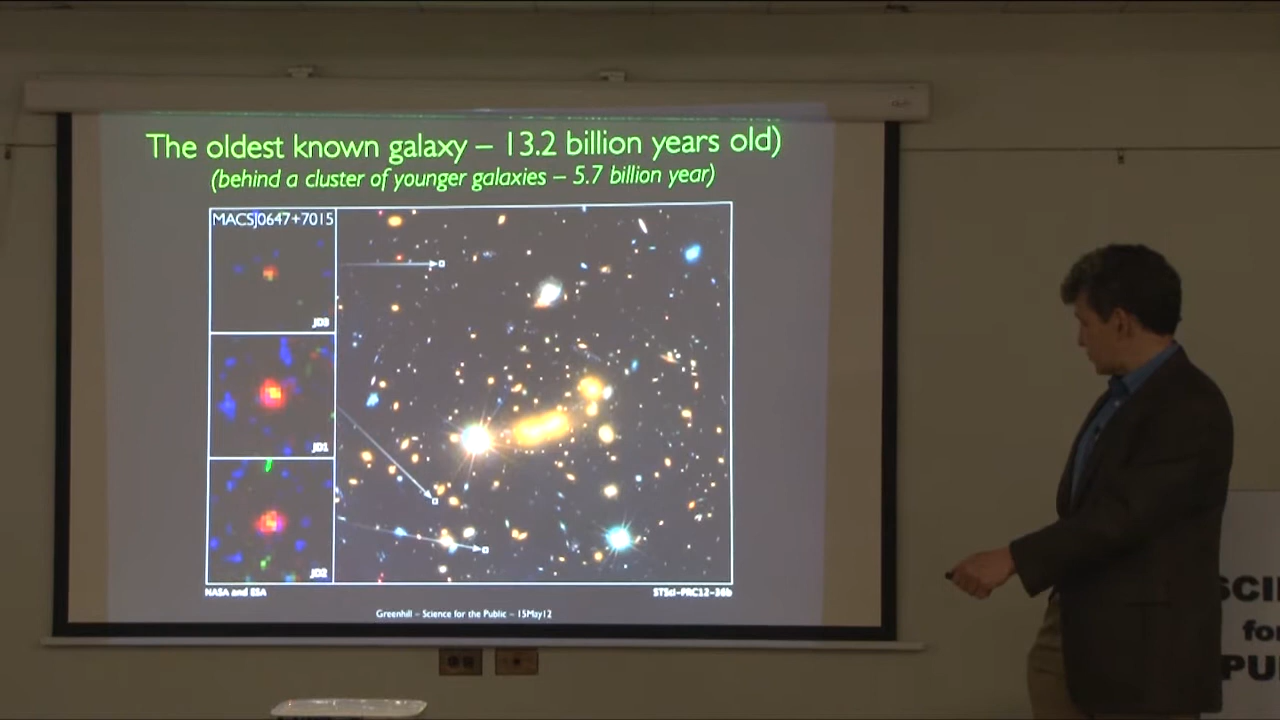 The oldest known galaxy – 13.2 billion years old)
(behind a cluster of younger galaxies – 5.7 billion year)
MACSJ0647+7015
JD3
JD1
JD2
NASA and ESA
STScI-PRC12-36b
Greenhill – Science for the Public – 15May12
SCI
for
PU